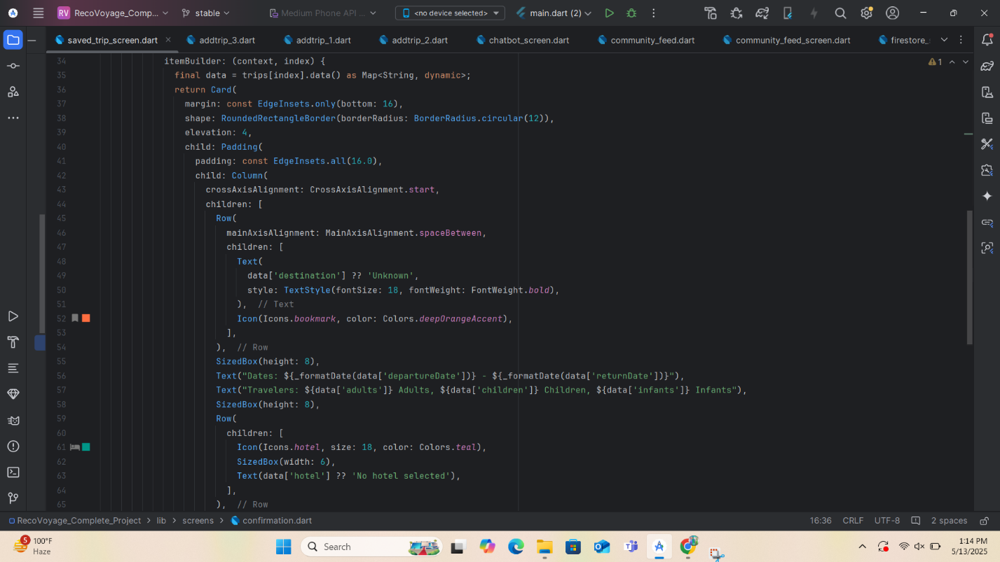 RV RecoVoyage_Comp... stable Medium Phone API ... <no device selected> main.dart (2)
saved_trip_screen.dart addtrip_3.dart addtrip_1.dart addtrip_2.dart chatbot_screen.dart community_feed.dart community_feed_screen.dart firestore_
1
34 itemBuilder: (context, index) {
35 final data = trips[index].data() as Map<String, dynamic>;
36 return Card(
37 margin: const EdgeInsets.only(bottom: 16),
38 shape: RoundedRectangleBorder(borderRadius: BorderRadius.circular(12)),
39 elevation: 4,
40 child: Padding(
41 padding: const EdgeInsets.all(16.0),
42 child: Column(
43 crossAxisAlignment: CrossAxisAlignment.start,
44 children: [
45 Row(
46 mainAxisAlignment: MainAxisAlignment.spaceBetween,
47 children: [
48 Text(
49 data['destination'] ?? 'Unknown',
50 style: TextStyle(fontSize: 18, fontWeight: FontWeight.bold),
51 ), // Text
52 Icon(Icons.bookmark, color: Colors.deepOrangeAccent),
53 ],
54 ), // Row
55 SizedBox(height: 8),
56 Text("Dates: ${_formatDate(data['departureDate'])} - ${_formatDate(data['returnDate'])}"),
57 Text("Travelers: ${data['adults']} Adults, ${data['children']} Children, ${data['infants']} Infants"),
58 SizedBox(height: 8),
59 Row(
60 children: [
61 Icon(Icons.hotel, size: 18, color: Colors.teal),
62 SizedBox(width: 6),
63 Text(data['hotel'] ?? 'No hotel selected'),
64 ],
65 ), // Row
RecoVoyage_Complete_Project > lib > screens > confirmation.dart 16:36 CRLF UTF-8 2 spaces
5 100°F
Haze
Search
1:14 PM
5/13/2025